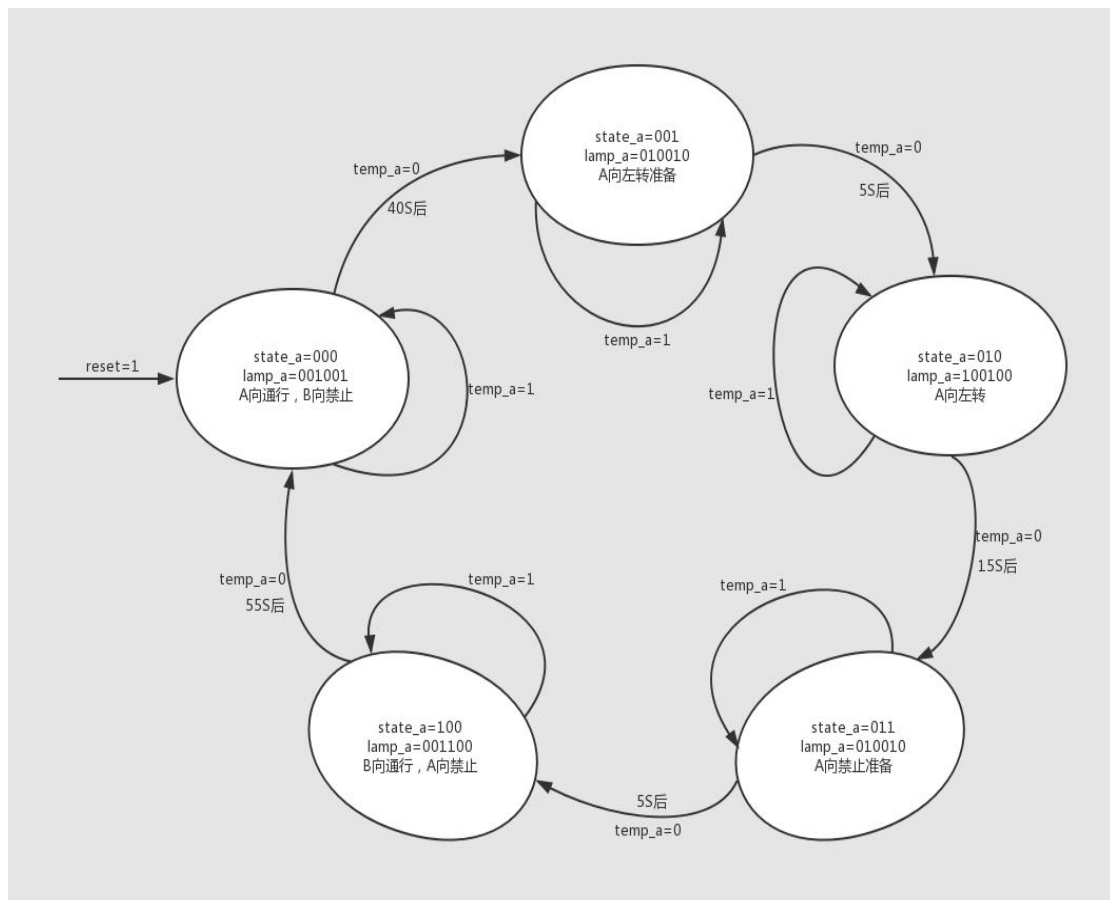 state_a=001
lamp_a=010010
A向左转准备
temp_a=0
5S后
temp_a=0
40S后
temp_a=1
reset=1
state_a=000
lamp_a=001001
A向通行，B向禁止
temp_a=1
temp_a=1
state_a=010
lamp_a=100100
A向左转
temp_a=0
15S后
temp_a=0
55S后
temp_a=1
temp_a=1
state_a=100
lamp_a=001100
B向通行，A向禁止
state_a=011
lamp_a=010010
A向禁止准备
5S后
temp_a=0